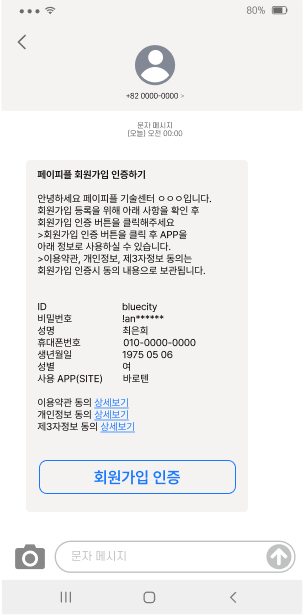 80%
+82 0000-0000 >
문자 메시지
[오늘] 오전 00:00
페이피플 회원가입 인증하기
안녕하세요 페이피플 기술센터 ㅇㅇㅇ입니다.
회원가입 등록을 위해 아래 사항을 확인 후
회원가입 인증 버튼을 클릭해주세요
>회원가입 인증 버튼을 클릭 후 APP을
아래 정보로 사용하실 수 있습니다.
>이용약관, 개인정보, 제3자정보 동의는
회원가입 인증시 동의 내용으로 보관됩니다.
ID bluecity
비밀번호 !an******
성명 최은희
휴대폰번호 010-0000-0000
생년월일 1975 05 06
성별 여
사용 APP(SITE) 바로텐
이용약관 동의 상세보기
개인정보 동의 상세보기
제3자정보 동의 상세보기
회원가입 인증
문자 메시지